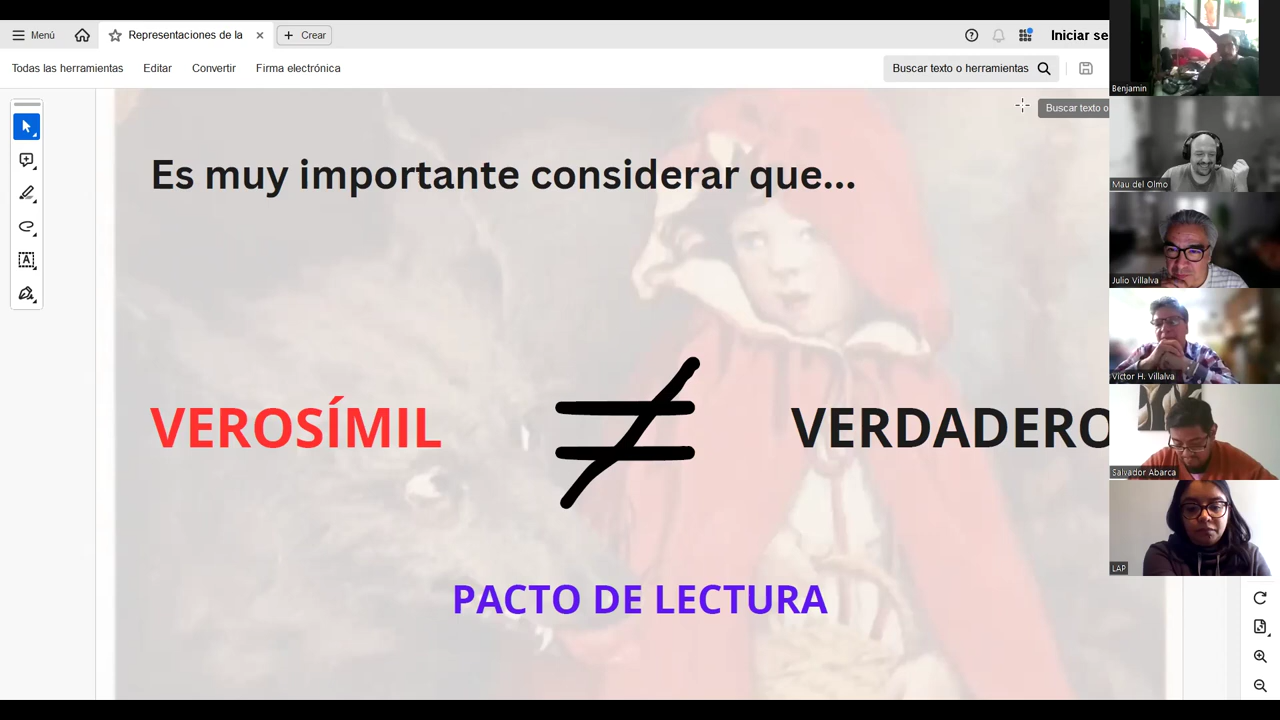 Menú
Representaciones de la
Crear
Iniciar se
Todas las herramientas
Editar
Convertir
Firma electrónica
Buscar texto o herramientas
Buscar texto o
Es muy importante considerar que...
VEROSÍMIL
VERDADERO
PACTO DE LECTURA
Benjamin
Mau del Olmo
Julio Villalva
Víctor H. Villalva
Salvador Abarca
LAP